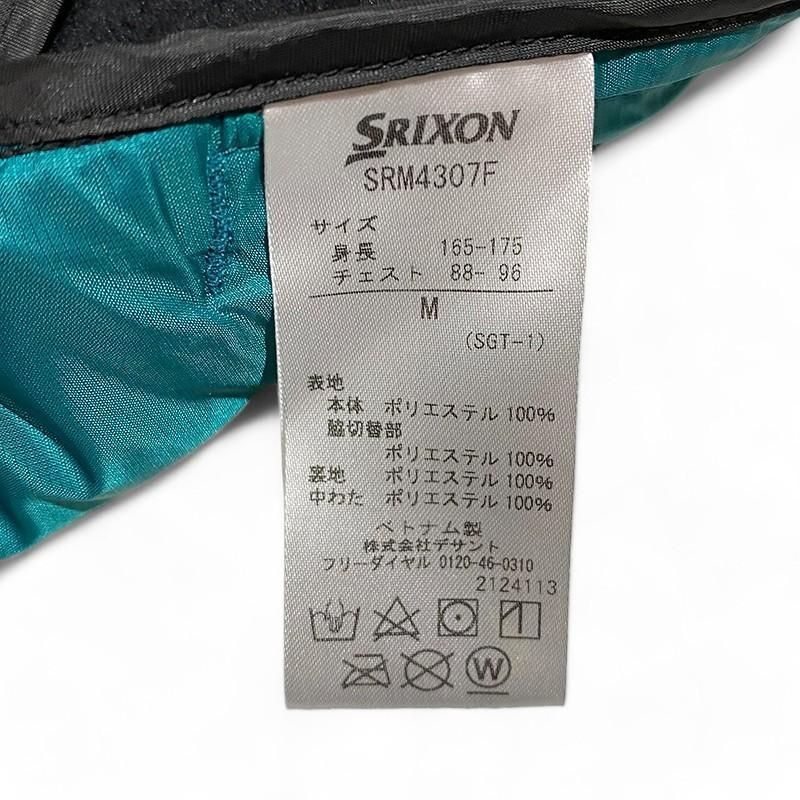 SRIXON
SRM4307F
サイズ
身長 165-175
チェスト 88- 96
M
(SGT-1)
表地
本体 ポリエステル 100%
脇切替部
ポリエステル 100%
裏地 ポリエステル 100%
中わた ポリエステル 100%
ベトナム製
株式会社デサント
フリーダイヤル 0120-46-0310
2124113
W